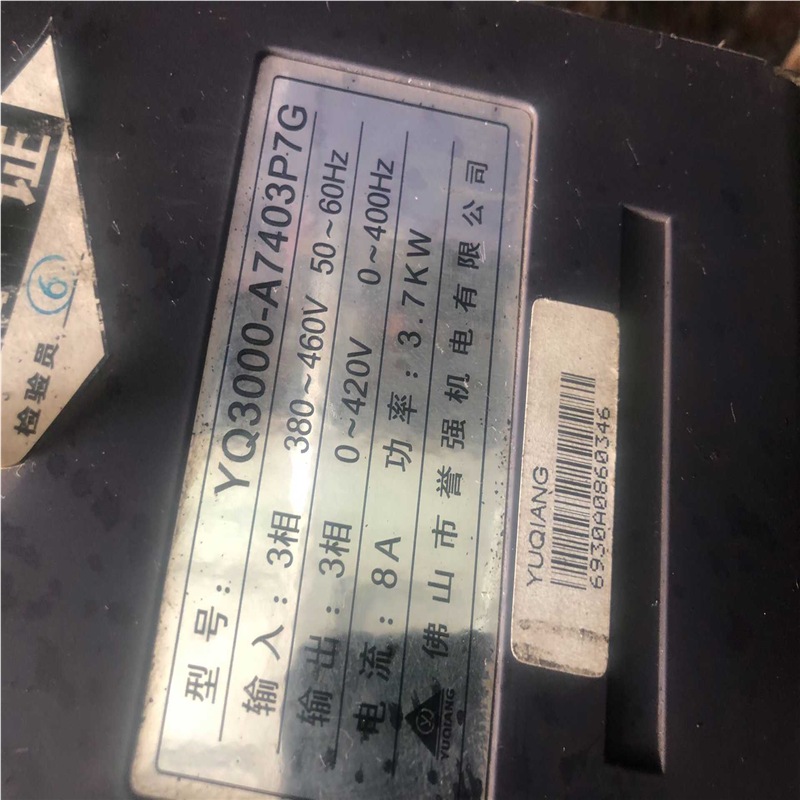 型号: YQ3000-A7403P7G
输入: 3相 380~460V 50~60Hz
输出: 3相 0~420V 0~400Hz
电流: 8A 功率: 3.7KW
YUQIANG 佛山市誉强机电有限公司
YUQIANG
6930A0860346
证
检验员 6